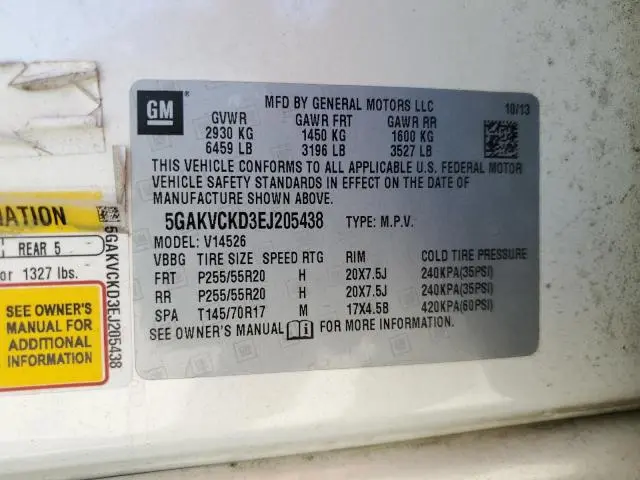 GM
MFD BY GENERAL MOTORS LLC
10/13
GVWR GAWR FRT GAWR RR
2930 KG 1450 KG 1600 KG
6459 LB 3196 LB 3527 LB
THIS VEHICLE CONFORMS TO ALL APPLICABLE U.S. FEDERAL MOTOR
VEHICLE SAFETY STANDARDS IN EFFECT ON THE DATE OF
MANUFACTURE SHOWN ABOVE.
5GAKVCKD3EJ205438 TYPE: M.P.V.
MODEL: V14526
VBBG TIRE SIZE SPEED RTG RIM COLD TIRE PRESSURE
FRT P255/55R20 H 20X7.5J 240KPA(35PSI)
RR P255/55R20 H 20X7.5J 240KPA(35PSI)
SPA T145/70R17 M 17X4.5B 420KPA(60PSI)
SEE OWNER'S MANUAL i FOR MORE INFORMATION.
REAR 5
or 1327 lbs.
SEE OWNER'S
MANUAL FOR
ADDITIONAL
INFORMATION
5GAKVCKD3EJ205438